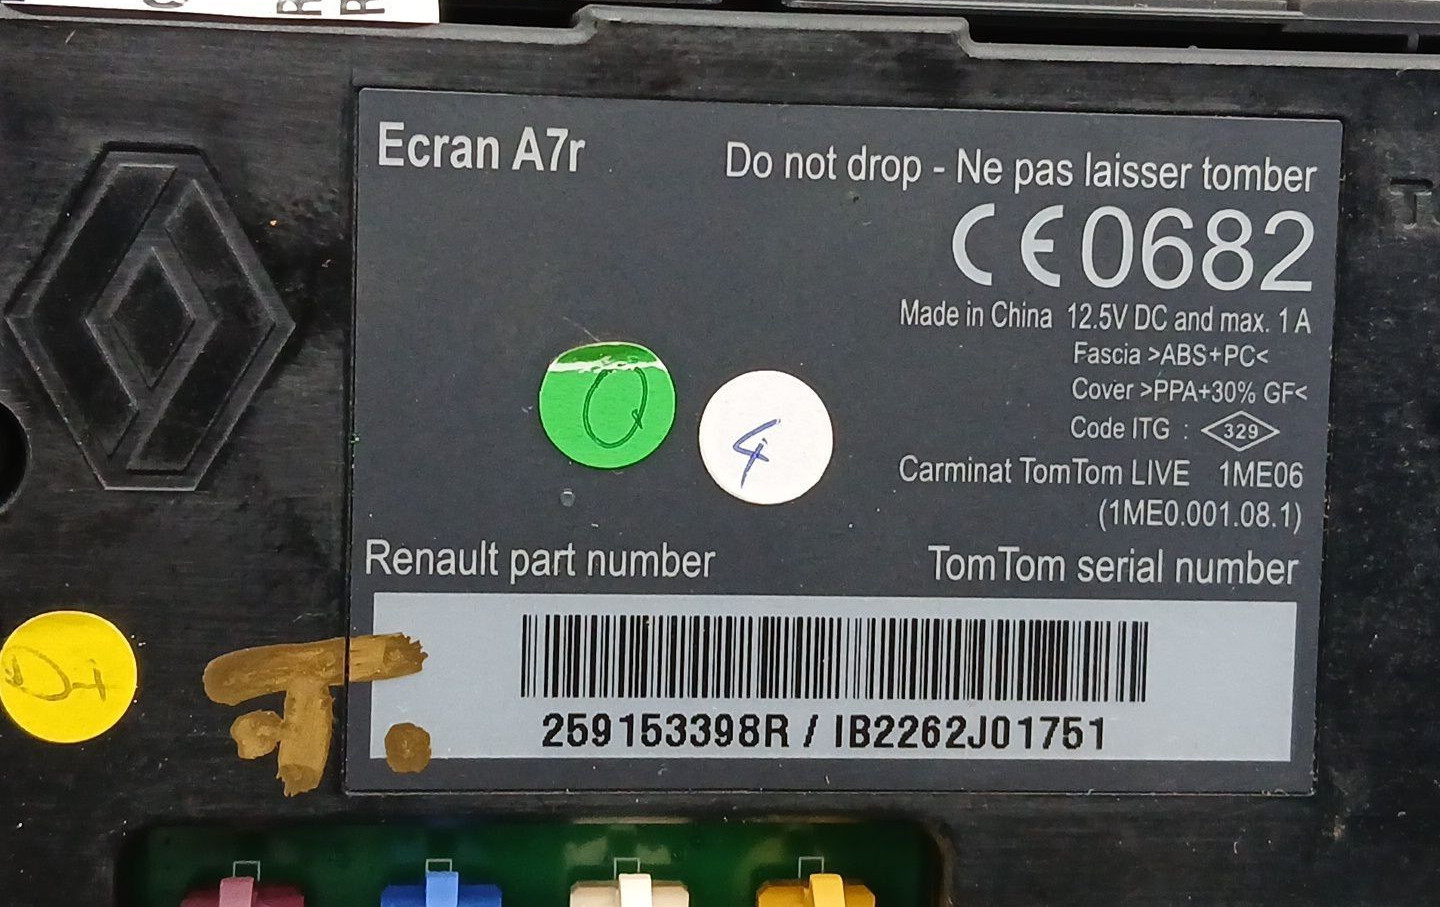 Ecran A7r
Do not drop - Ne pas laisser tomber
CE0682
Made in China 12.5V DC and max. 1 A
Fascia >ABS+PC<
Cover >PPA+30% GF<
Code ITG : 329
Carminat TomTom LIVE 1ME06
(1ME0.001.08.1)
4
Renault part number
TomTom serial number
259153398R / IB2262J01751